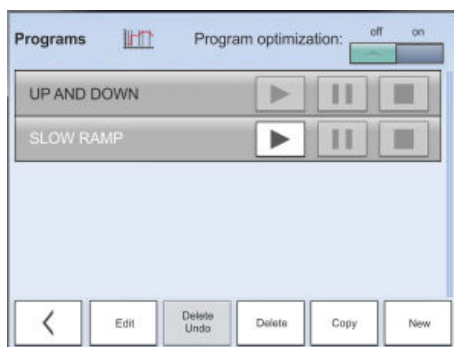 Programs Program optimization: off on
UP AND DOWN
SLOW RAMP
Edit Delete Undo Delete Copy New